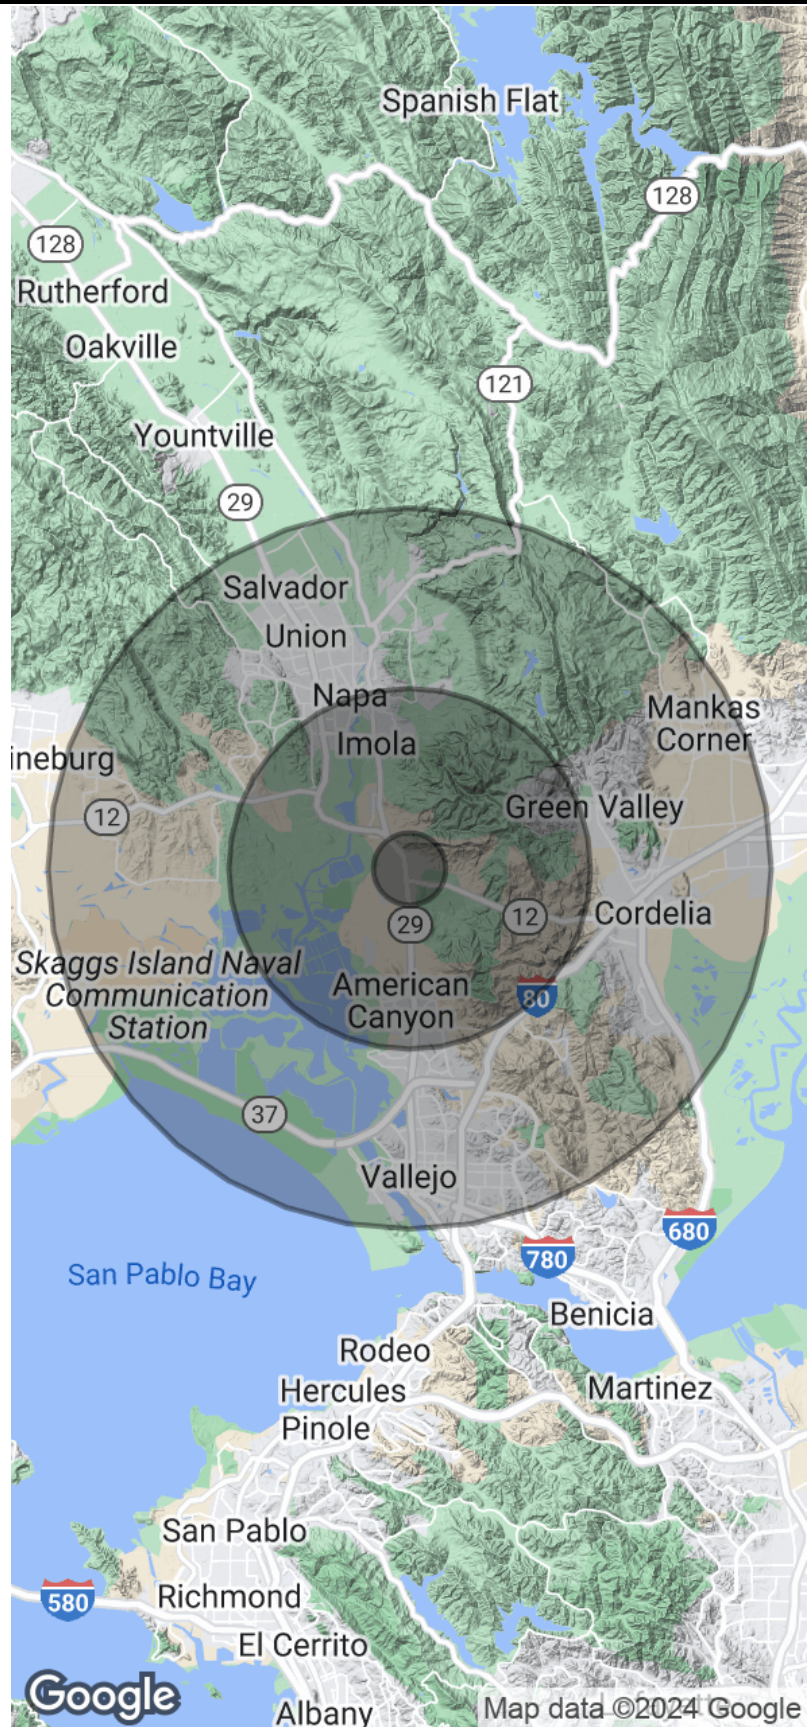 Spanish Flat
128
128
Rutherford
Oakville
121
Yountville
29
Salvador
Union
Napa
Mankas
Corner
Imola
ineburg
Green Valley
12
Cordelia
29
12
Skaggs Island Naval
Communication
Station
American
Canyon
80
37
Vallejo
680
780
San Pablo Bay
Benicia
Rodeo
Hercules
Martinez
Pinole
San Pablo
580
Richmond
El Cerrito
Google
Albany
Map data ©2024 Google